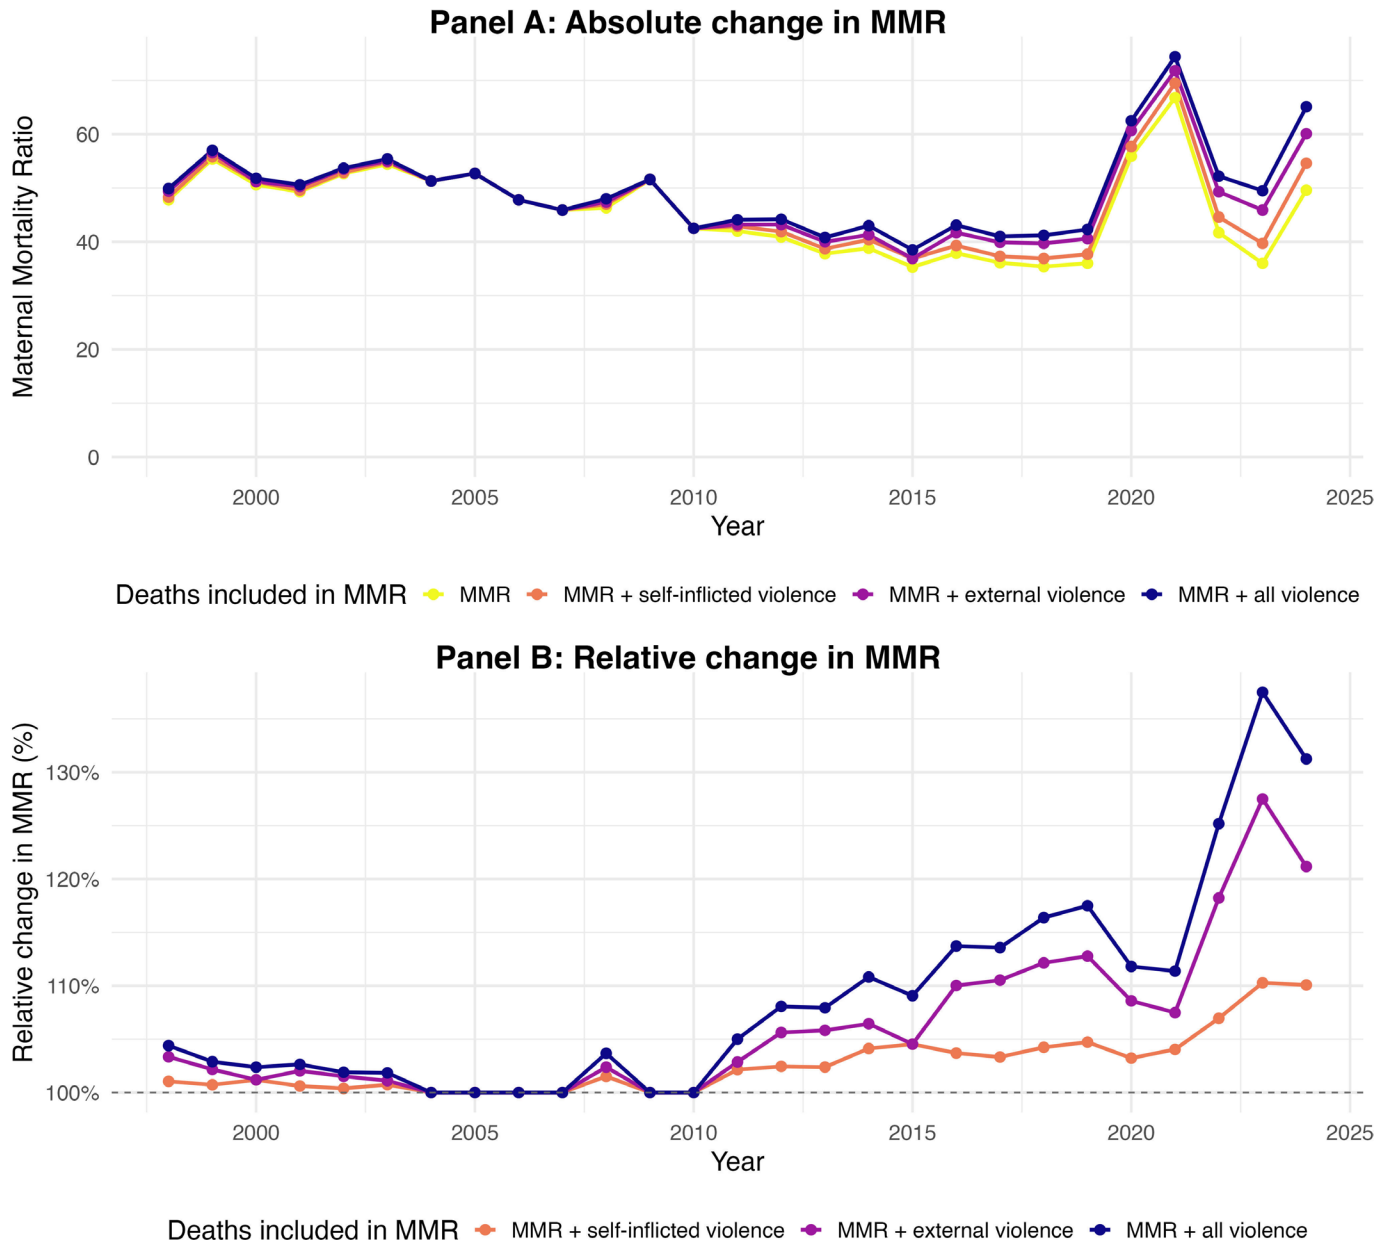 Panel A: Absolute change in MMR
Maternal Mortality Ratio
60
40
20
0
2000 2005 2010 2015 2020 2025
Year
Deaths included in MMR MMR MMR + self-inflicted violence MMR + external violence MMR + all violence
Panel B: Relative change in MMR
Relative change in MMR (%)
130%
120%
110%
100%
2000 2005 2010 2015 2020 2025
Year
Deaths included in MMR MMR + self-inflicted violence MMR + external violence MMR + all violence